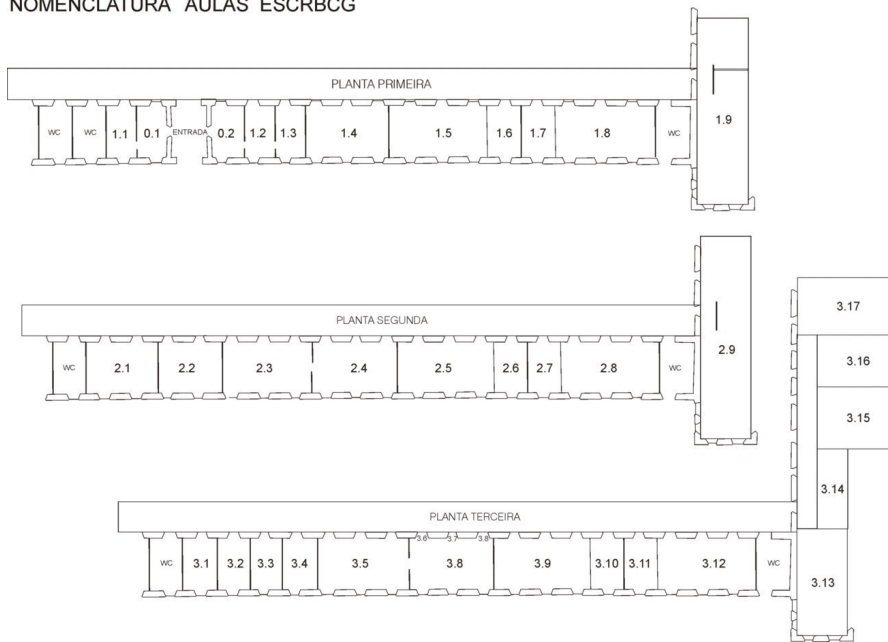 NOMENCLATURA AULAS ESCRBCG
PLANTA PRIMEIRA
WC WC 1.1 0.1 ENTRADA 0.2 1.2 1.3 1.4 1.5 1.6 1.7 1.8 WC 1.9
PLANTA SEGUNDA
WC 2.1 2.2 2.3 2.4 2.5 2.6 2.7 2.8 WC 2.9
3.17
3.16
3.15
3.14
PLANTA TERCEIRA
3.6 3.7 3.8
WC 3.1 3.2 3.3 3.4 3.5 3.8 3.9 3.10 3.11 3.12 WC 3.13